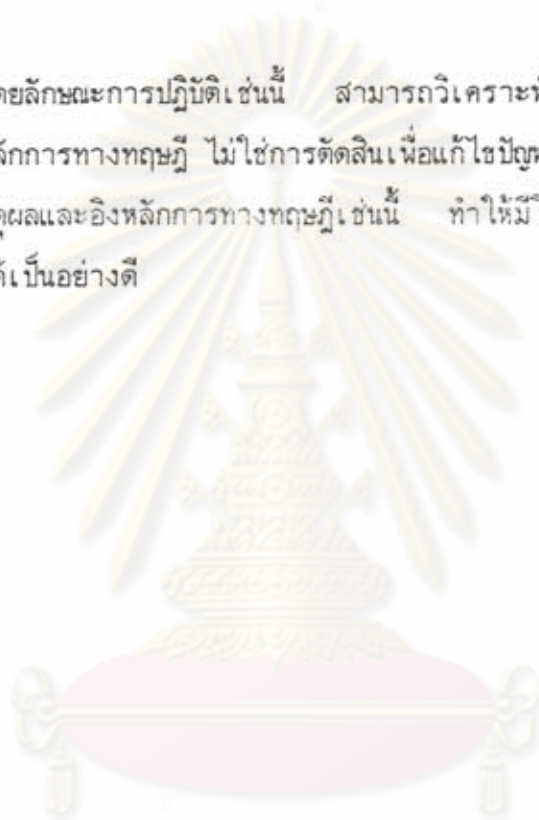 ดยลักษณะการปฏิบัติเช่นนี้ สามารถวิเคราะห์
ลักการทางทฤษฎี ไม่ใช่การตัดสินเพื่อแก้ไขปัญห
ตุผลและอิงหลักการทางทฤษฎีเช่นนี้ ทำให้มี
ด้เป็นอย่างดี